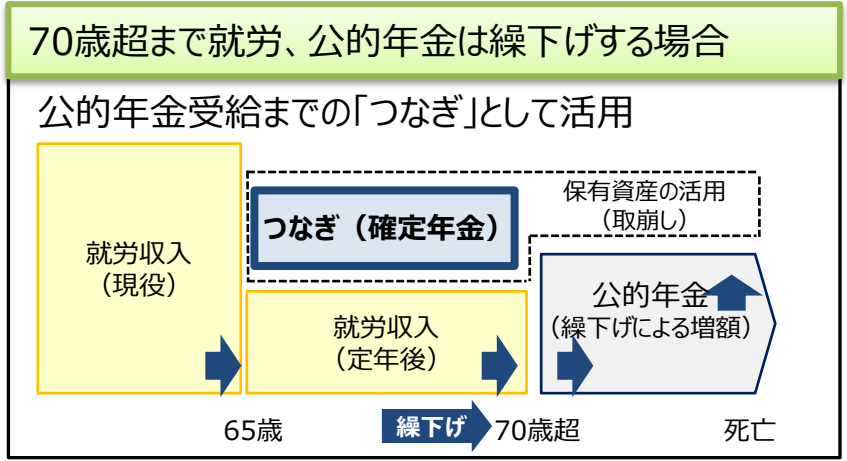 70歳超まで就労、公的年金は繰下げする場合
公的年金受給までの「つなぎ」として活用
就労収入
（現役）
つなぎ（確定年金）
保有資産の活用
（取崩し）
就労収入
（定年後）
公的年金
（繰下げによる増額）
65歳
繰下げ
70歳超
死亡